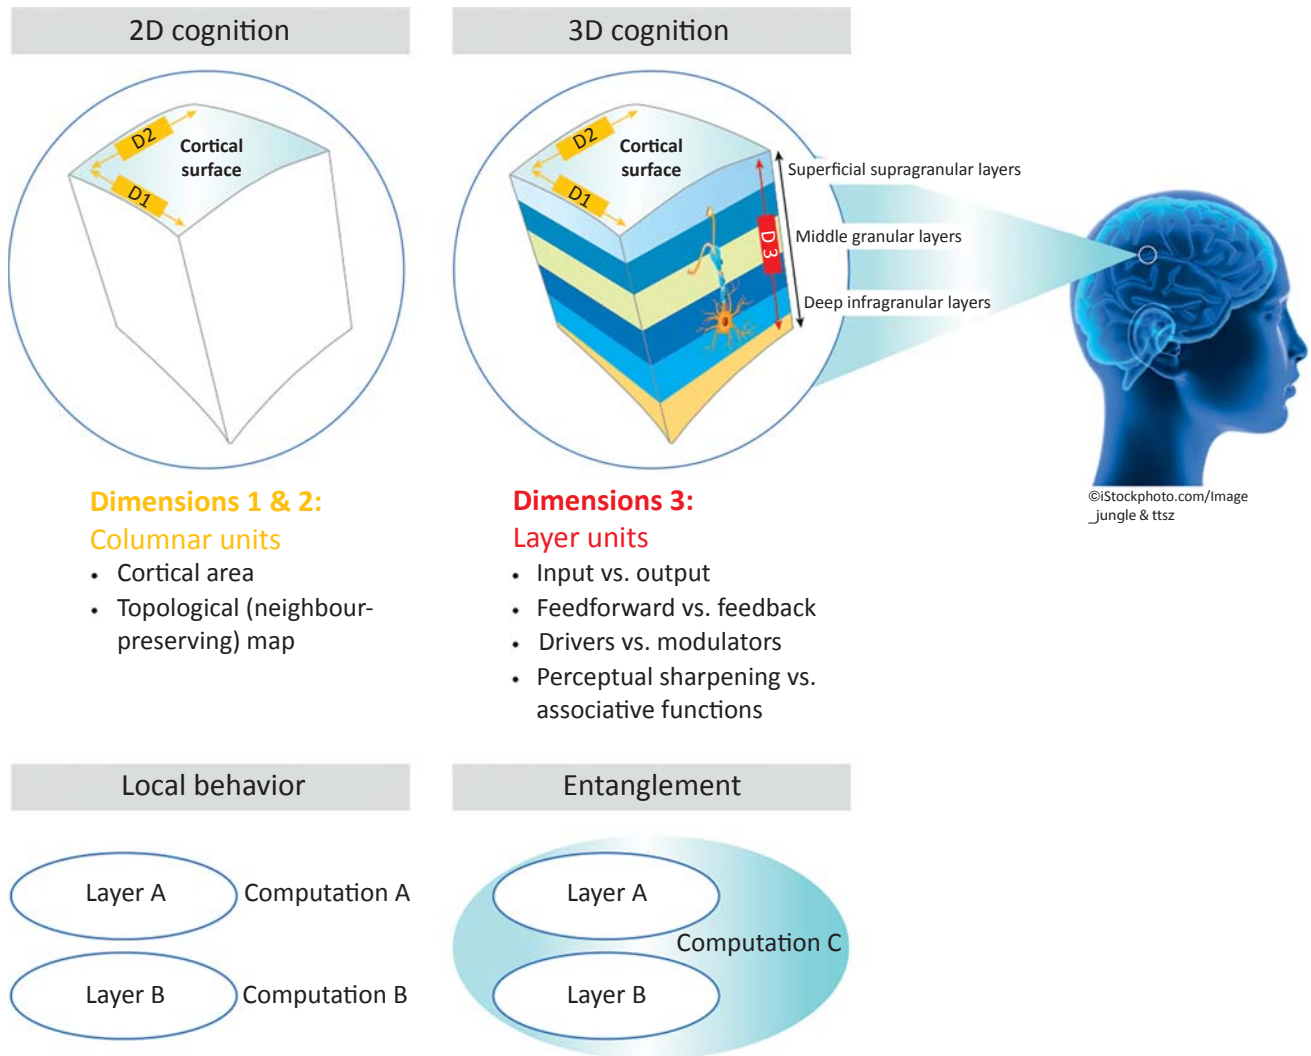 2D cognition
3D cognition
D2
D1
Cortical
surface
D2
D1
Cortical
surface
D 3
Superficial supragranular layers
Middle granular layers
Deep infragranular layers
©iStockphoto.com/Image
_jungle & ttsz
Dimensions 1 & 2:
Columnar units
• Cortical area
• Topological (neighbour-
preserving) map
Dimensions 3:
Layer units
• Input vs. output
• Feedforward vs. feedback
• Drivers vs. modulators
• Perceptual sharpening vs.
associative functions
Local behavior
Layer A
Computation A
Layer B
Computation B
Entanglement
Layer A
Computation C
Layer B